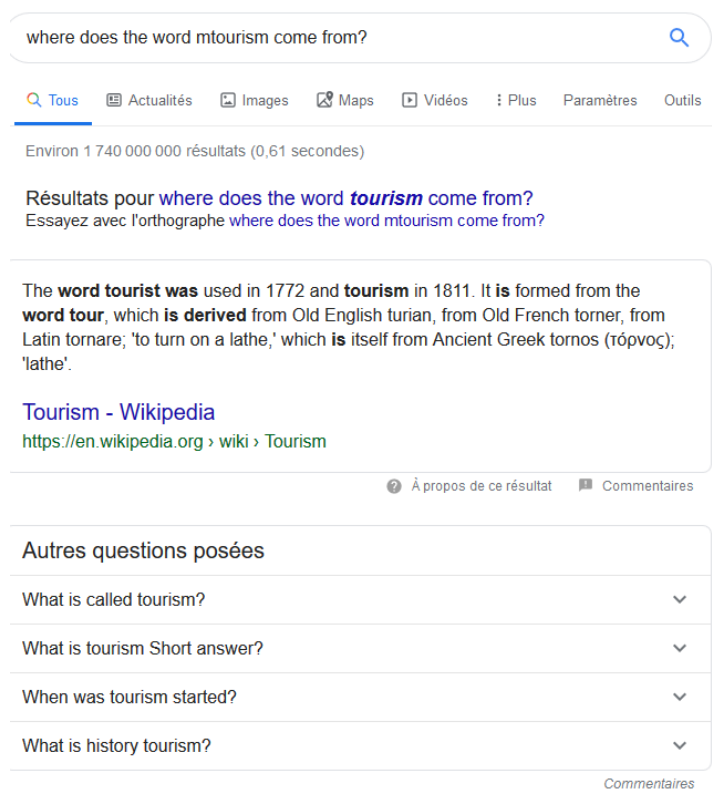 where does the word mtourism come from?
Tous Actualités Images Maps Vidéos Plus Paramètres Outils
Environ 1 740 000 000 résultats (0,61 secondes)
Résultats pour where does the word tourism come from?
Essayez avec l'orthographe where does the word mtourism come from?
The word tourist was used in 1772 and tourism in 1811. It is formed from the
word tour, which is derived from Old English turian, from Old French torner, from
Latin tornare; 'to turn on a lathe,' which is itself from Ancient Greek tornos (τόρνος);
'lathe'.
Tourism - Wikipedia
https://en.wikipedia.org › wiki › Tourism
À propos de ce résultat Commentaires
Autres questions posées
What is called tourism?
What is tourism Short answer?
When was tourism started?
What is history tourism?
Commentaires